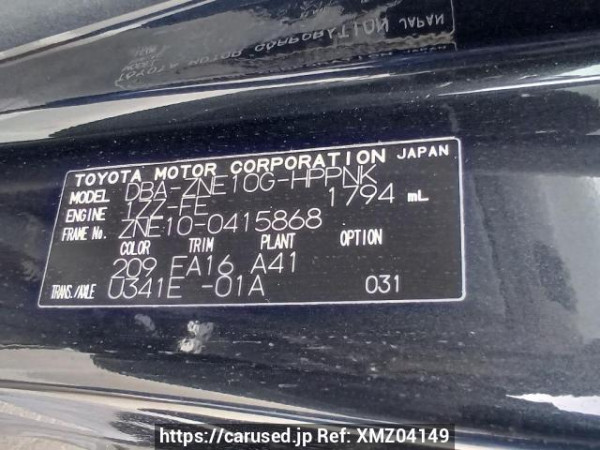 TOYOTA MOTOR CORPORATION JAPAN
MODEL DBA-ZNE10G-HPPNK
ENGINE 1ZZ-FE 1794 mL
FRAME No. ZNE10-0415868
COLOR TRIM PLANT OPTION
209 EA16 A41
TRANS./AXLE U341E -01A 031
https://carused.jp Ref: XMZ04149